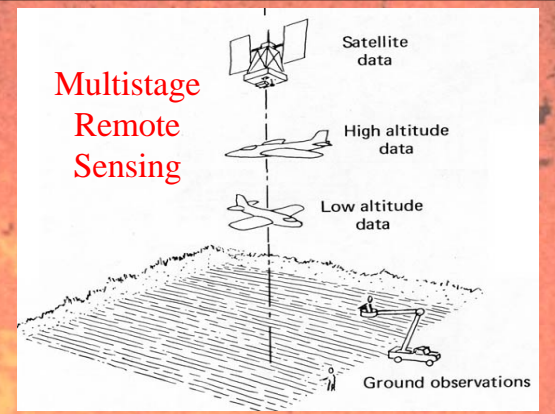 Multistage
Remote
Sensing
Satellite
data
High altitude
data
Low altitude
data
Ground observations